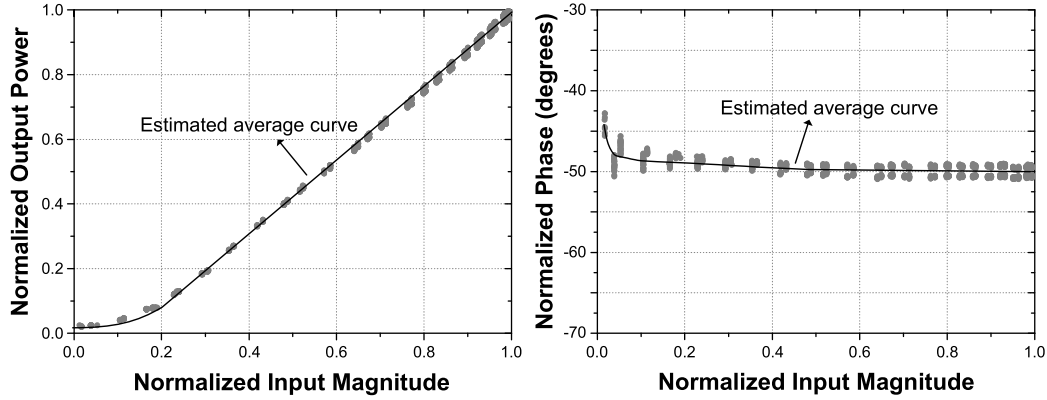 Normalized Output Power
1.0
0.8
0.6
0.4
0.2
0.0
Estimated average curve
0.0 0.2 0.4 0.6 0.8 1.0
Normalized Input Magnitude
Normalized Phase (degrees)
-30
-40
-50
-60
-70
Estimated average curve
0.0 0.2 0.4 0.6 0.8 1.0
Normalized Input Magnitude